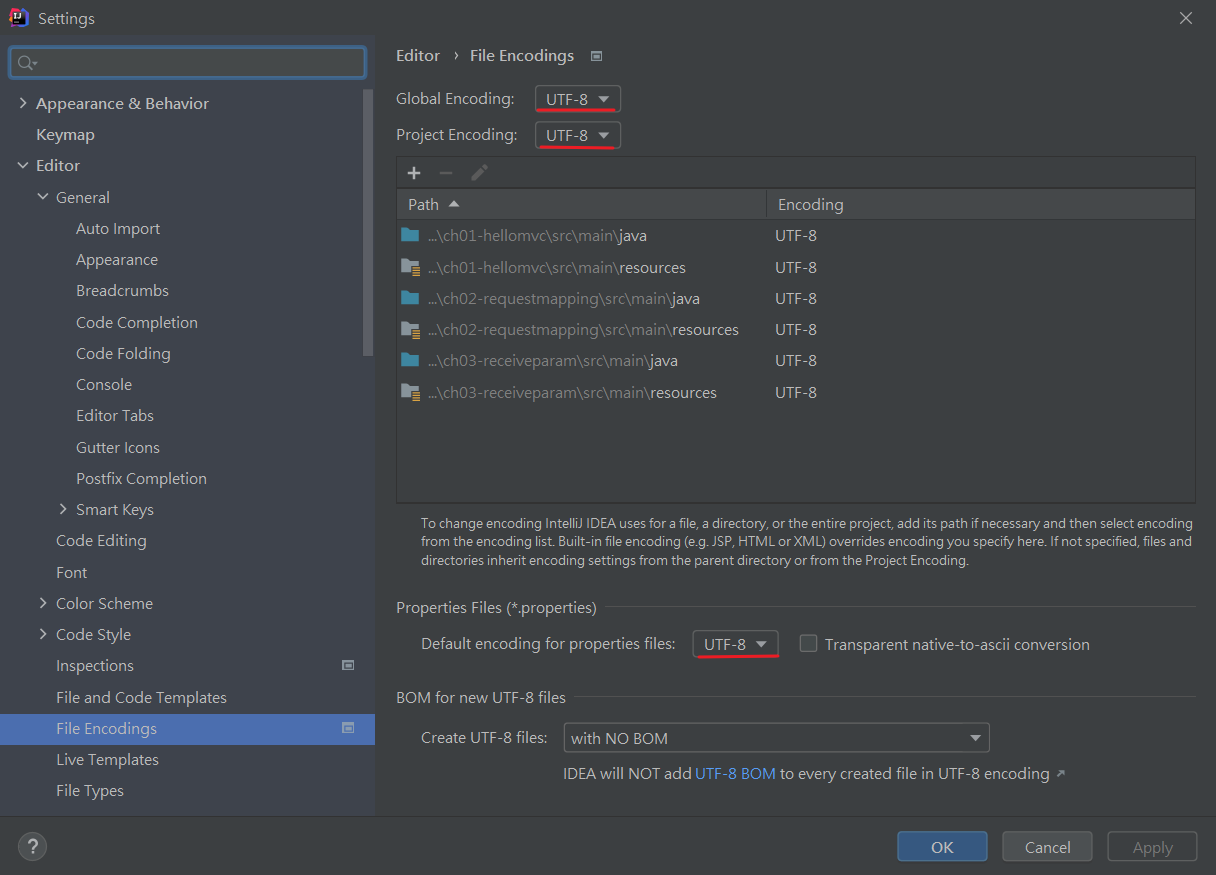 Settings
Appearance & Behavior
Keymap
Editor
General
Auto Import
Appearance
Breadcrumbs
Code Completion
Code Folding
Console
Editor Tabs
Gutter Icons
Postfix Completion
Smart Keys
Code Editing
Font
Color Scheme
Code Style
Inspections
File and Code Templates
File Encodings
Live Templates
File Types
Editor › File Encodings
Global Encoding: UTF-8
Project Encoding: UTF-8
Path Encoding
...\ch01-hellomvc\src\main\java UTF-8
...\ch01-hellomvc\src\main\resources UTF-8
...\ch02-requestmapping\src\main\java UTF-8
...\ch02-requestmapping\src\main\resources UTF-8
...\ch03-receiveparam\src\main\java UTF-8
...\ch03-receiveparam\src\main\resources UTF-8
To change encoding IntelliJ IDEA uses for a file, a directory, or the entire project, add its path if necessary and then select encoding
from the encoding list. Built-in file encoding (e.g. JSP, HTML or XML) overrides encoding you specify here. If not specified, files and
directories inherit encoding settings from the parent directory or from the Project Encoding.
Properties Files (*.properties)
Default encoding for properties files: UTF-8 Transparent native-to-ascii conversion
BOM for new UTF-8 files
Create UTF-8 files: with NO BOM
IDEA will NOT add UTF-8 BOM to every created file in UTF-8 encoding ↗
? OK Cancel Apply